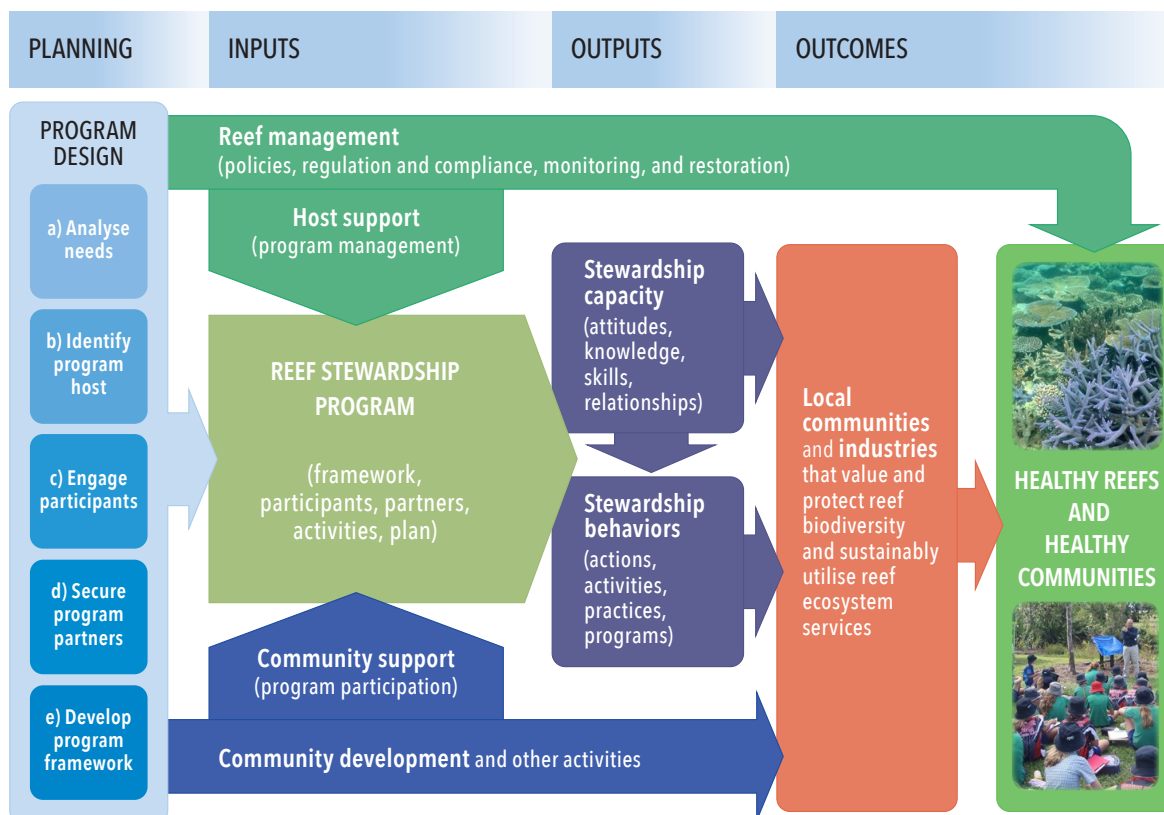 PLANNING
INPUTS
OUTPUTS
OUTCOMES
PROGRAM
DESIGN
a) Analyse
needs
b) Identify
program
host
c) Engage
participants
d) Secure
program
partners
e) Develop
program
framework
Reef management
(policies, regulation and compliance, monitoring, and restoration)
Host support
(program management)
REEF STEWARDSHIP
PROGRAM
(framework,
participants, partners,
activities, plan)
Community support
(program participation)
Community development and other activities
Stewardship
capacity
(attitudes,
knowledge,
skills,
relationships)
Stewardship
behaviors
(actions,
activities,
practices,
programs)
Local
communities
and industries
that value and
protect reef
biodiversity
and sustainably
utilise reef
ecosystem
services
HEALTHY REEFS
AND
HEALTHY
COMMUNITIES